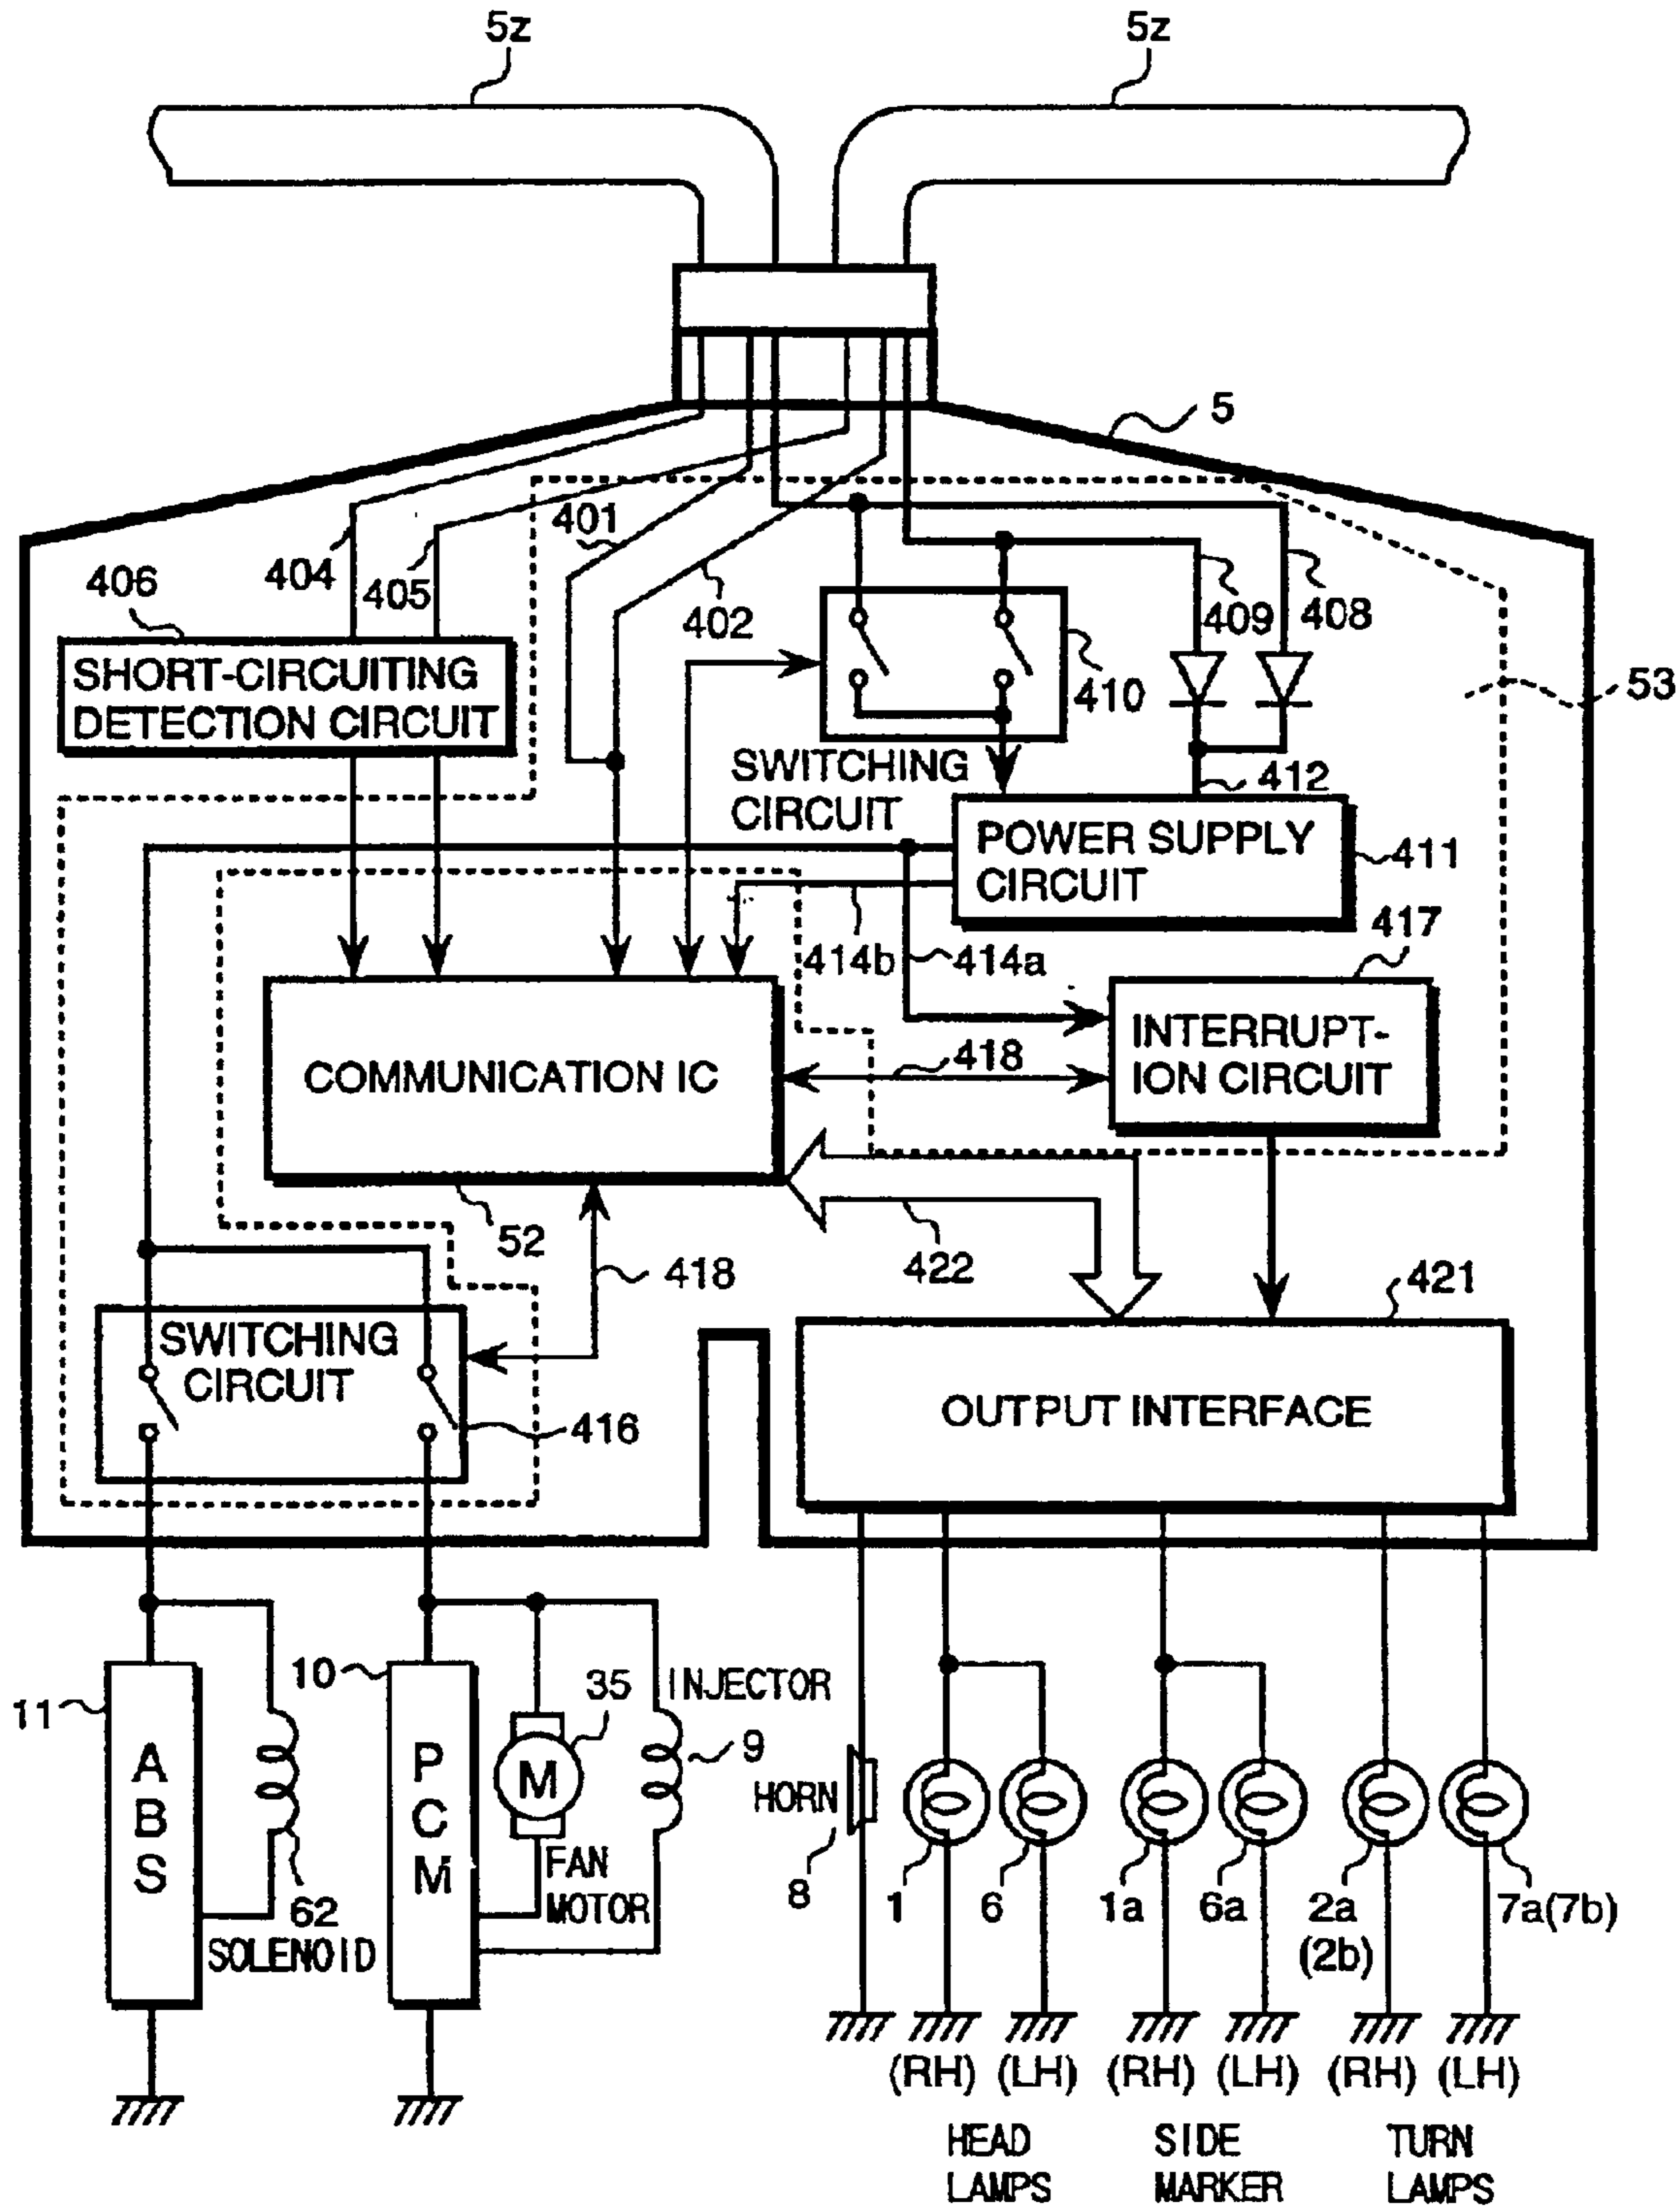 5z
5z
5
401
404
405
406
402
409
408
410
53
SHORT-CIRCUITING
DETECTION CIRCUIT
SWITCHING
CIRCUIT
412
POWER SUPPLY
CIRCUIT
411
417
414b
414a
INTERRUPT-
ION CIRCUIT
COMMUNICATION IC
418
52
418
422
421
SWITCHING
CIRCUIT
416
OUTPUT INTERFACE
11
10
35
INJECTOR
9
A
B
S
P
C
M
M
HORN
8
FAN
MOTOR
62
SOLENOID
1
6
1a
6a
2a
(2b)
7a(7b)
(RH)
(LH)
(RH)
(LH)
(RH)
(LH)
HEAD
LAMPS
SIDE
MARKER
TURN
LAMPS